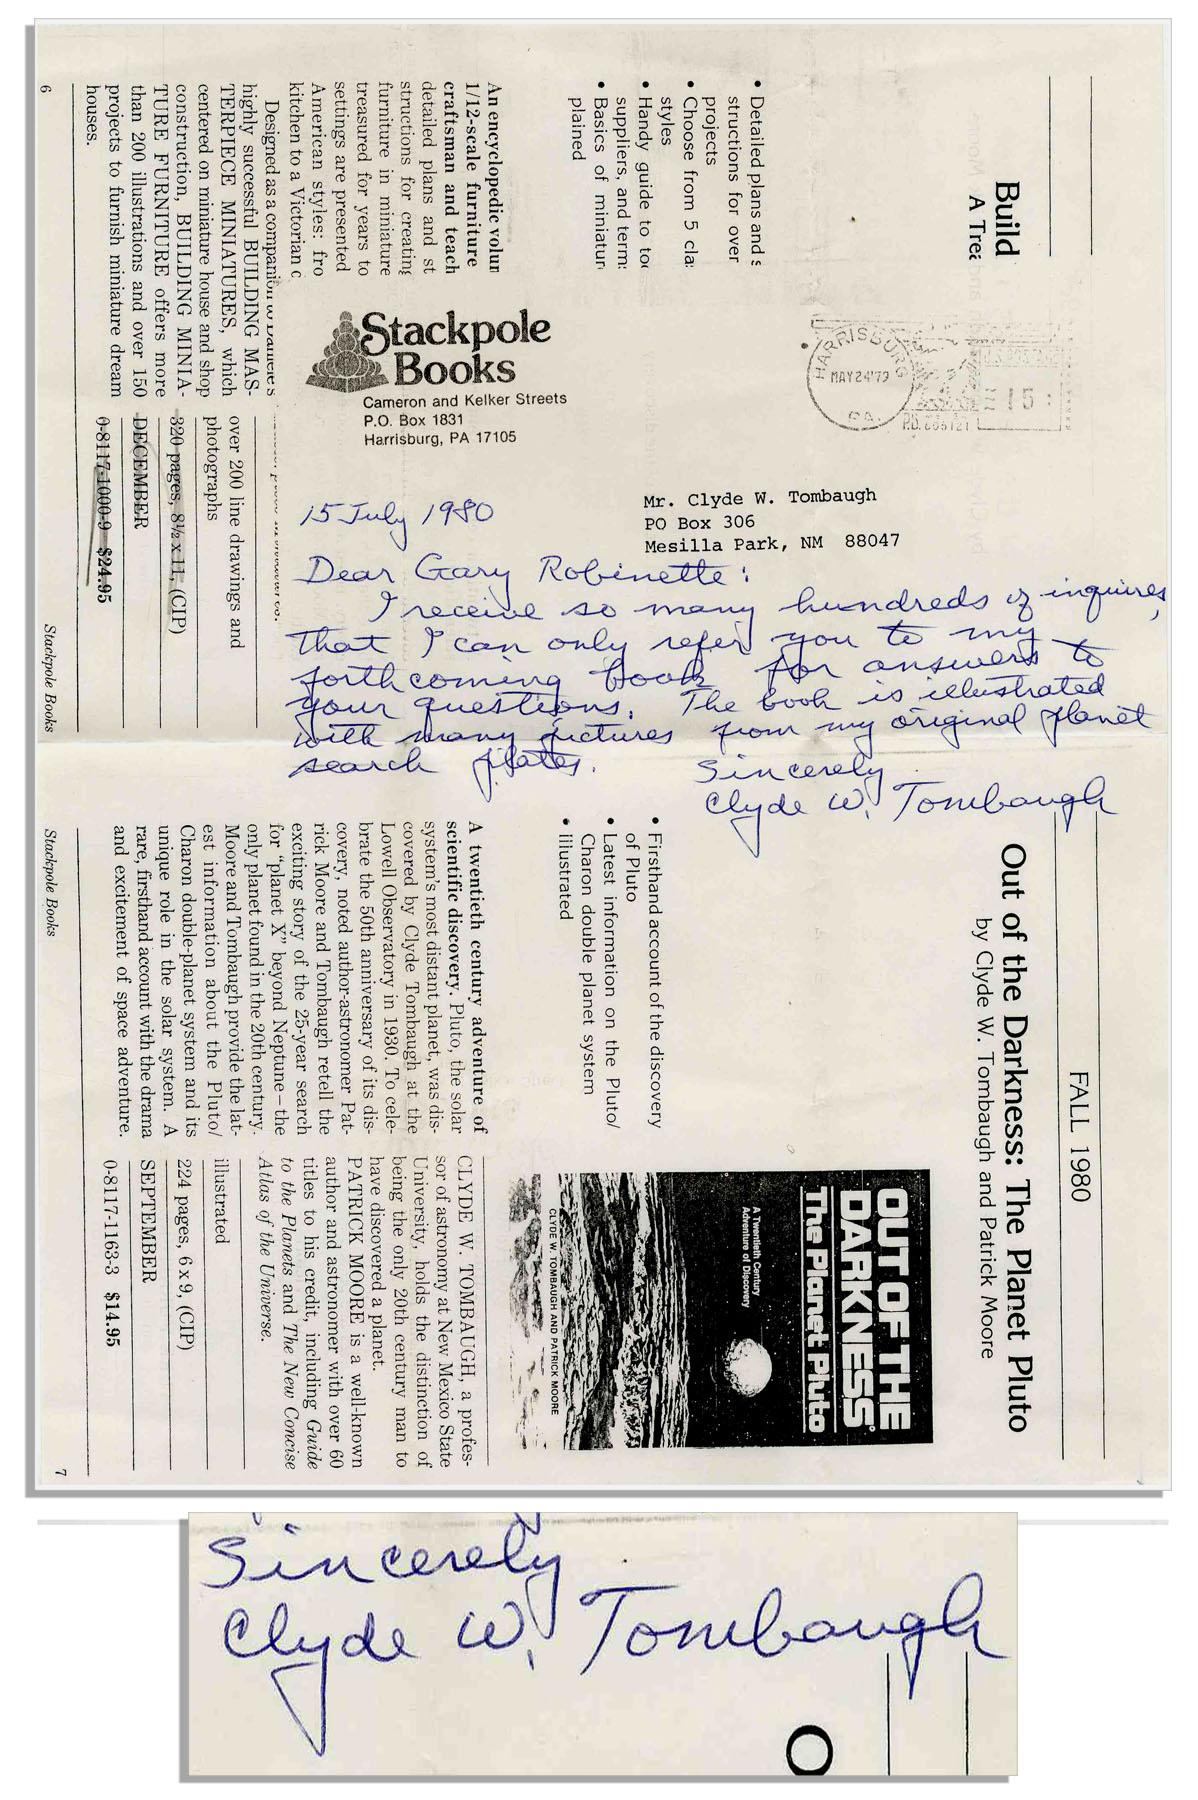 Build
A Trea
• Detailed plans and s
structions for over
projects
• Choose from 5 cla
styles
• Handy guide to too
suppliers, and term
• Basics of miniatur
plained
An encyclopedic volun
1/12-scale furniture
craftsman and teach
detailed plans and st
structions for creating
furniture in miniature
treasured for years to
settings are presented
American styles: fro
kitchen to a Victorian c
Designed as a companion to Daniele's
highly successful BUILDING MAS-
TERPIECE MINIATURES, which
centered on miniature house and shop
construction, BUILDING MINIA-
TURE FURNITURE offers more
than 200 illustrations and over 150
projects to furnish miniature dream
houses.
over 200 line drawings and
photographs
320 pages, 8½ x 11, (CIP)
DECEMBER
0-8117-1000-9 $24.95
6
Stackpole Books
Stackpole
Books
Cameron and Kelker Streets
P.O. Box 1831
Harrisburg, PA 17105
HARRISBURG
MAY 24 '79
PA.
U.S. POSTAGE
15
Mr. Clyde W. Tombaugh
PO Box 306
Mesilla Park, NM 88047
15 July 1980
Dear Gary Robinette:
I receive so many hundreds of inquires,
that I can only refer you to my
forthcoming book for answers to
your questions. The book is illustrated
with many pictures from my original planet
search plates.
Sincerely
Clyde W. Tombaugh
FALL 1980
Out of the Darkness: The Planet Pluto
by Clyde W. Tombaugh and Patrick Moore
• Firsthand account of the discovery
of Pluto
• Latest information on the Pluto/
Charon double planet system
• Illustrated
OUT OF THE
DARKNESS
The Planet Pluto
A Twentieth Century
Adventure of Discovery
CLYDE W. TOMBAUGH AND PATRICK MOORE
A twentieth century adventure of
scientific discovery. Pluto, the solar
system's most distant planet, was dis-
covered by Clyde Tombaugh at the
Lowell Observatory in 1930. To cele-
brate the 50th anniversary of its dis-
covery, noted author-astronomer Pat-
rick Moore and Tombaugh retell the
exciting story of the 25-year search
for "planet X" beyond Neptune–the
only planet found in the 20th century.
Moore and Tombaugh provide the lat-
est information about the Pluto/
Charon double-planet system and its
unique role in the solar system. A
rare, firsthand account with the drama
and excitement of space adventure.
CLYDE W. TOMBAUGH, a profes-
sor of astronomy at New Mexico State
University, holds the distinction of
being the only 20th century man to
have discovered a planet.
PATRICK MOORE is a well-known
author and astronomer with over 60
titles to his credit, including Guide
to the Planets and The New Concise
Atlas of the Universe.
illustrated
224 pages, 6 x 9, (CIP)
SEPTEMBER
0-8117-1163-3 $14.95
Stackpole Books
7
Sincerely
Clyde W. Tombaugh